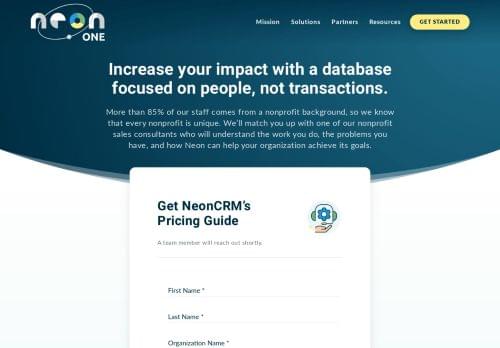 neon
ONE
Mission Solutions Partners Resources GET STARTED
Increase your impact with a database
focused on people, not transactions.
More than 85% of our staff comes from a nonprofit background, so we know
that every nonprofit is unique. We'll match you up with one of our nonprofit
sales consultants who will understand the work you do, the problems you
have, and how Neon can help your organization achieve its goals.
Get NeonCRM's
Pricing Guide
A team member will reach out shortly.
First Name *
Last Name *
Organization Name *